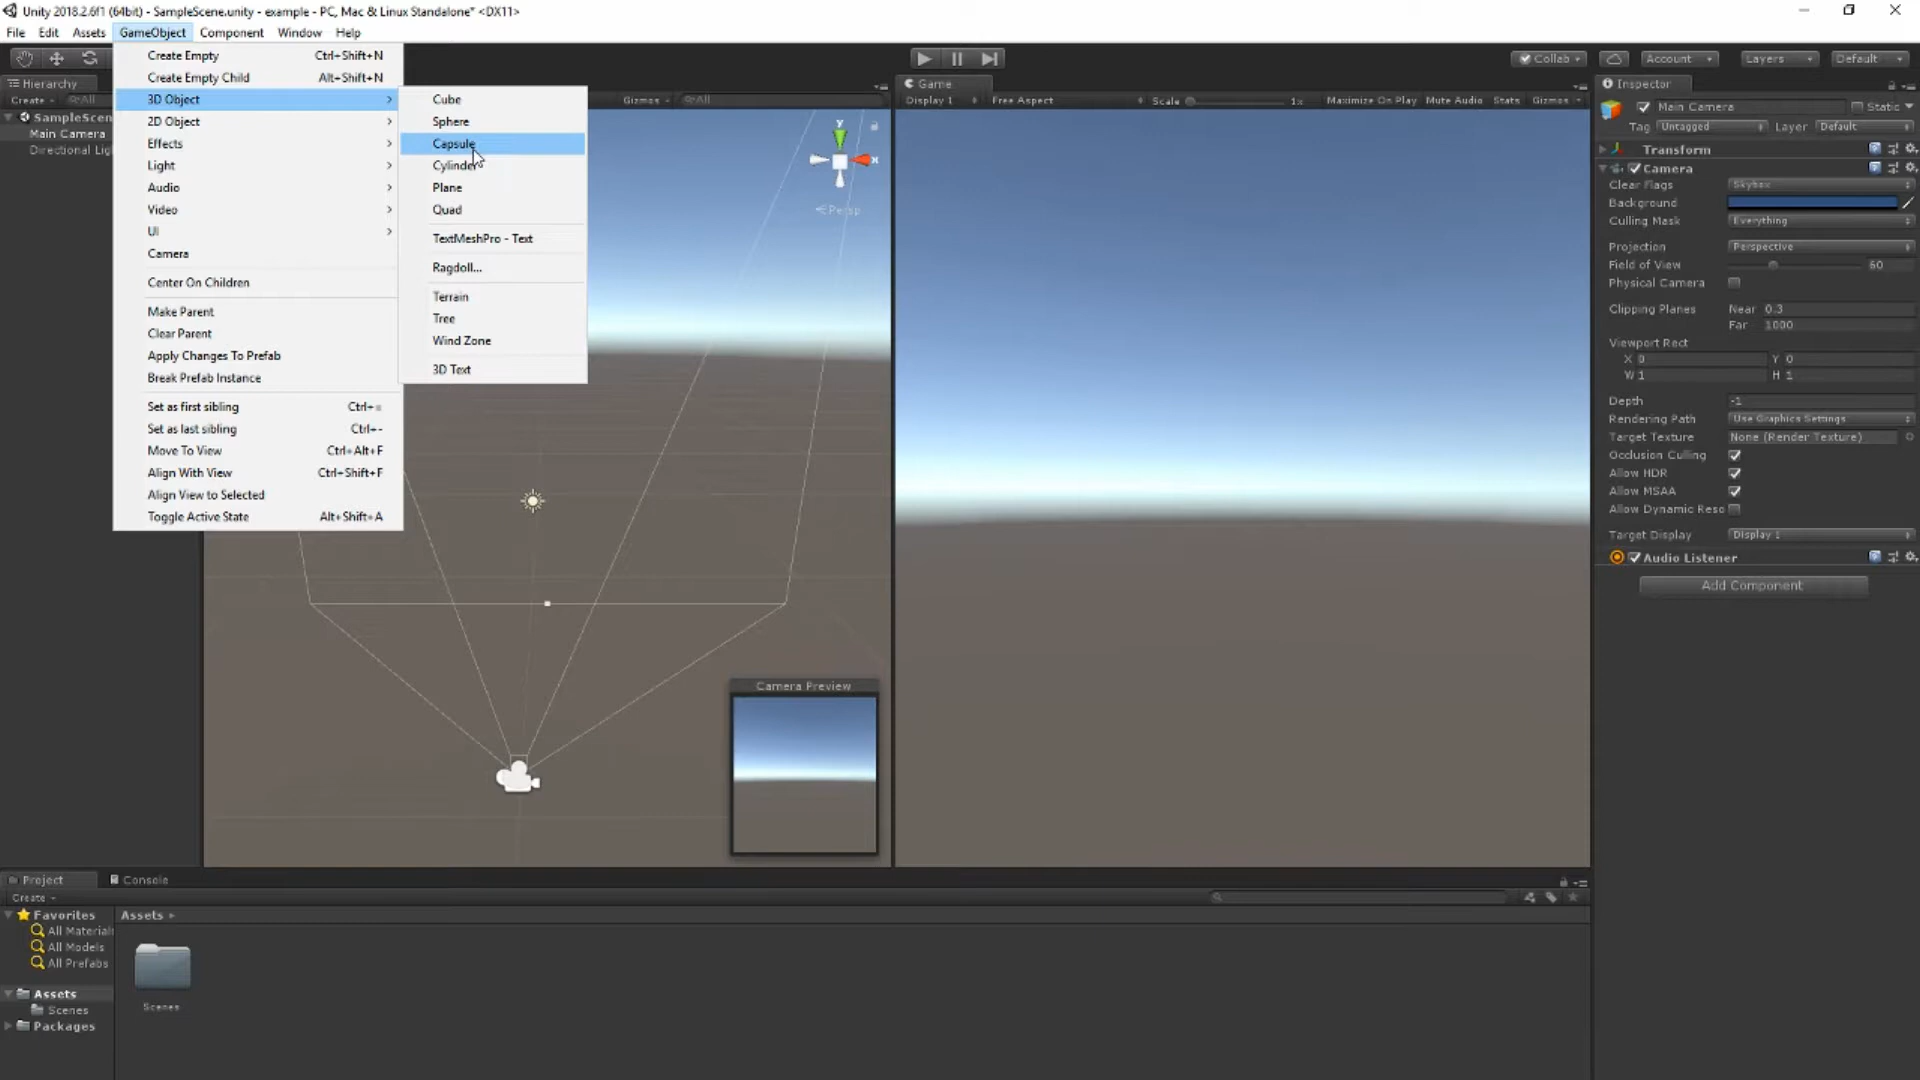 Unity 2018.2.6f1 (64bit) - SampleScene.unity - example - PC, Mac & Linux Standalone* <DX11>
File Edit Assets GameObject Component Window Help
Collab Account Layers Default
Create Empty Ctrl+Shift+N
Create Empty Child Alt+Shift+N
3D Object
2D Object
Effects
Light
Audio
Video
UI
Camera
Center On Children
Make Parent
Clear Parent
Apply Changes To Prefab
Break Prefab Instance
Set as first sibling Ctrl+=
Set as last sibling Ctrl+-
Move To View Ctrl+Alt+F
Align With View Ctrl+Shift+F
Align View to Selected
Toggle Active State Alt+Shift+A
Cube
Sphere
Capsule
Cylinder
Plane
Quad
TextMeshPro - Text
Ragdoll...
Terrain
Tree
Wind Zone
3D Text
Hierarchy
Create All
SampleScen
Main Camera
Directional Lig
Gizmos All
y
x
Persp
Camera Preview
Game
Display 1 Free Aspect Scale 1x Maximize On Play Mute Audio Stats Gizmos
Inspector
Main Camera Static
Tag Untagged Layer Default
Transform
Camera
Clear Flags Skybox
Background
Culling Mask Everything
Projection Perspective
Field of View 60
Physical Camera
Clipping Planes Near 0.3
Far 1000
Viewport Rect
X 0 Y 0
W 1 H 1
Depth -1
Rendering Path Use Graphics Settings
Target Texture None (Render Texture)
Occlusion Culling
Allow HDR
Allow MSAA
Allow Dynamic Reso
Target Display Display 1
Audio Listener
Add Component
Project Console
Create
Favorites
All Material
All Models
All Prefabs
Assets
Scenes
Packages
Assets
Scenes